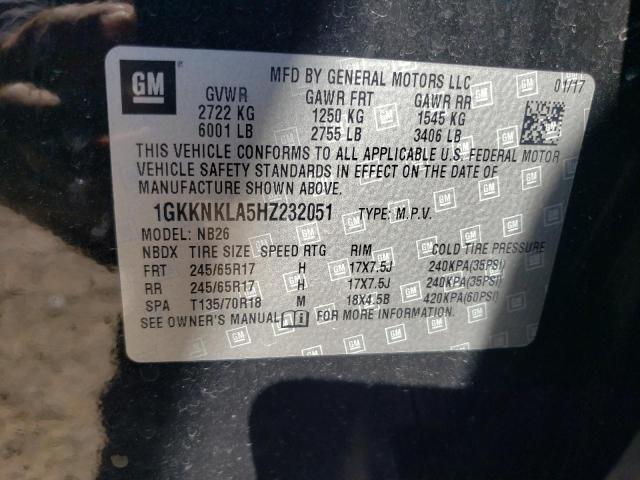 GM
MFD BY GENERAL MOTORS LLC 01/17
GVWR GAWR FRT GAWR RR
2722 KG 1250 KG 1545 KG
6001 LB 2755 LB 3406 LB
THIS VEHICLE CONFORMS TO ALL APPLICABLE U.S. FEDERAL MOTOR
VEHICLE SAFETY STANDARDS IN EFFECT ON THE DATE OF
MANUFACTURE SHOWN ABOVE.
1GKKNKLA5HZ232051 TYPE: M.P.V.
MODEL: NB26
NBDX TIRE SIZE SPEED RTG RIM COLD TIRE PRESSURE
FRT 245/65R17 H 17X7.5J 240KPA(35PSI)
RR 245/65R17 H 17X7.5J 240KPA(35PSI)
SPA T135/70R18 M 18X4.5B 420KPA(60PSI)
SEE OWNER'S MANUAL FOR MORE INFORMATION.